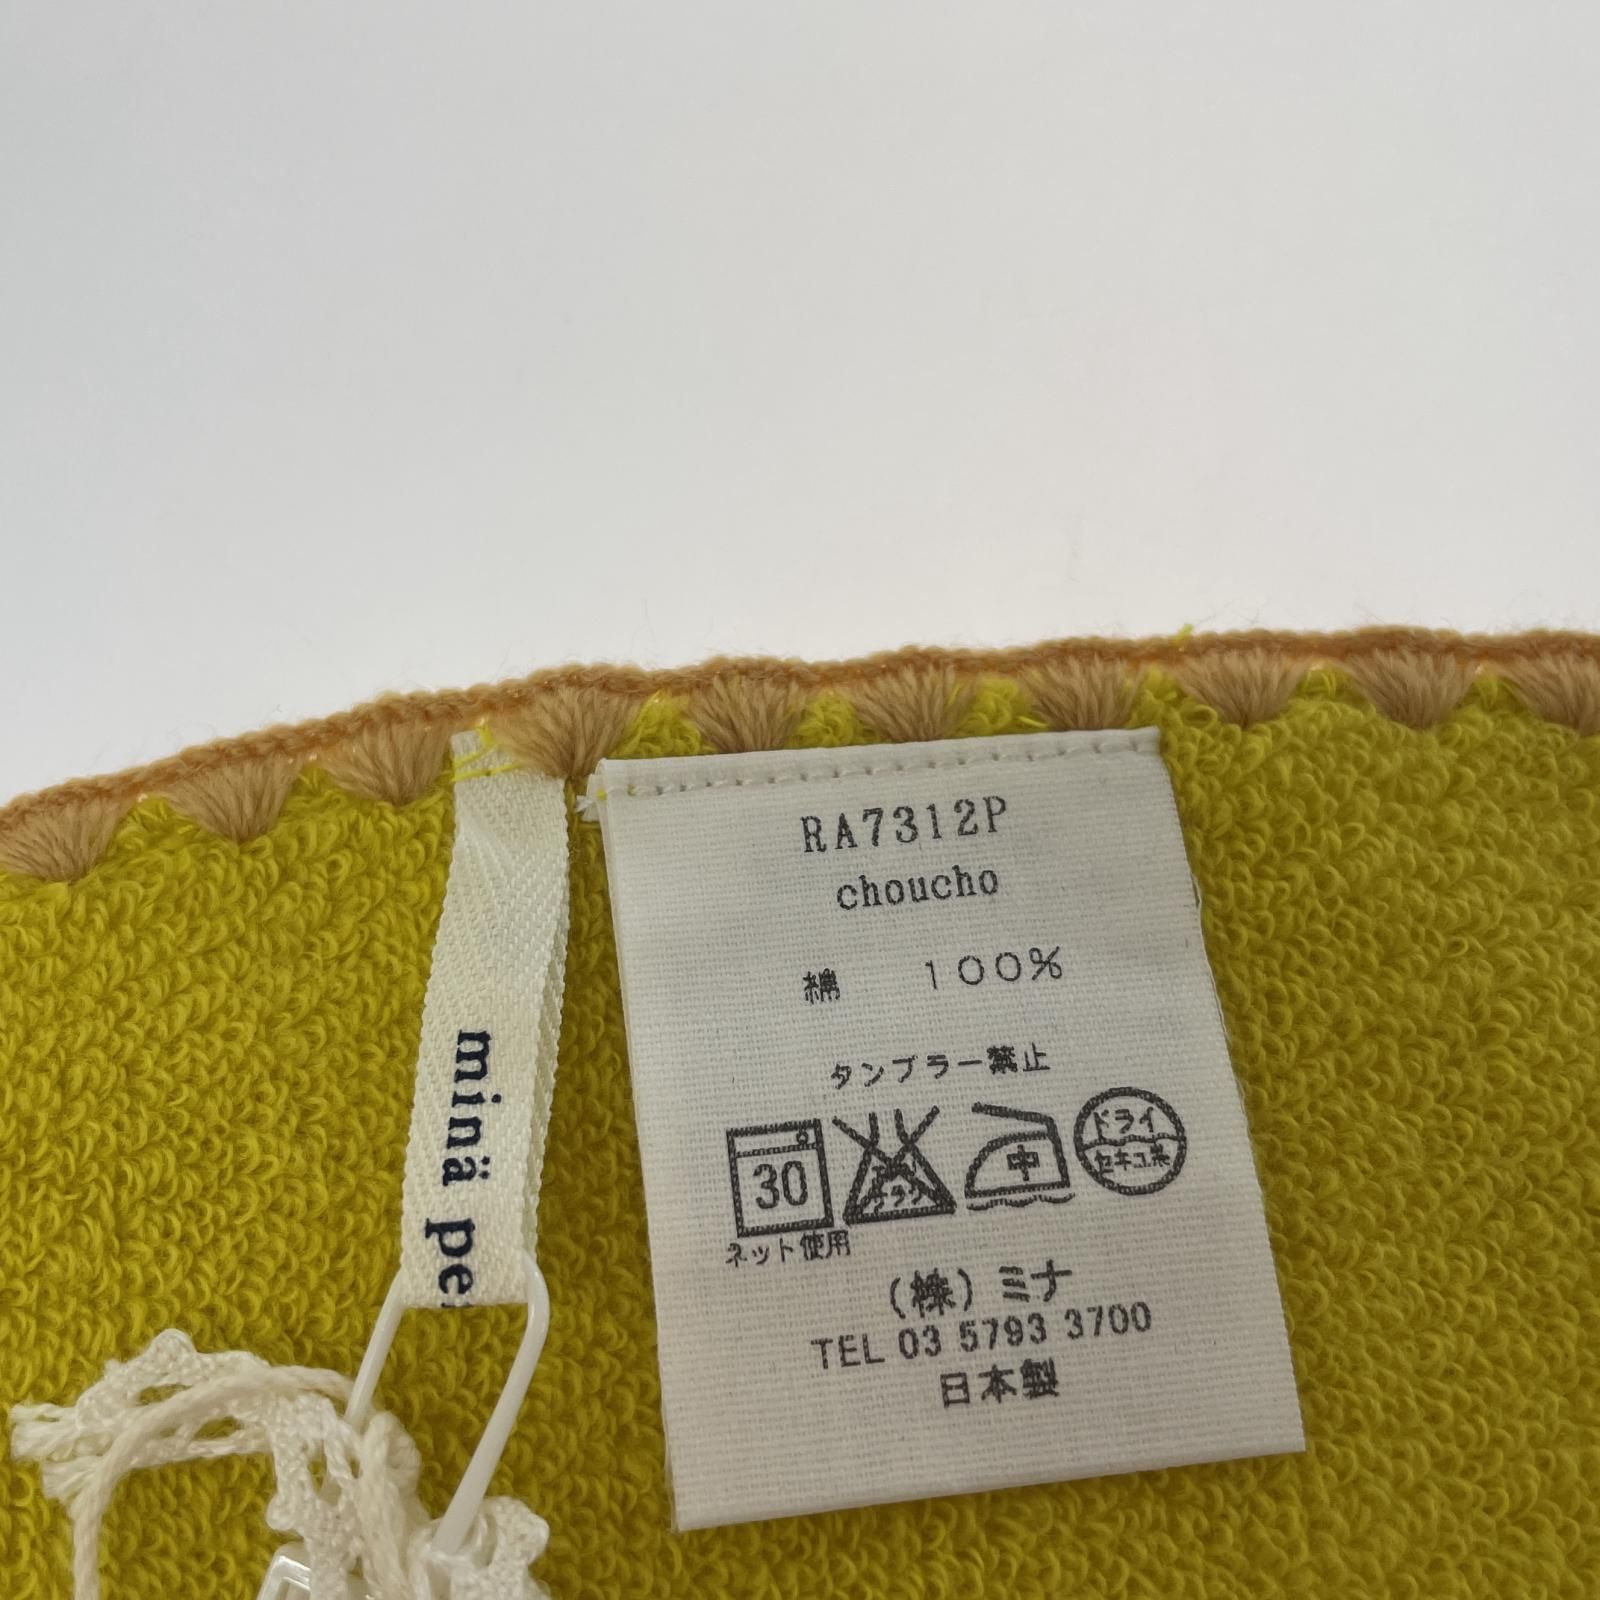 minä pe
RA7312P
choucho
綿 100%
タンブラー禁止
30
中
ドライ
セキユ系
ネット使用
(株)ミナ
TEL 03 5793 3700
日本製